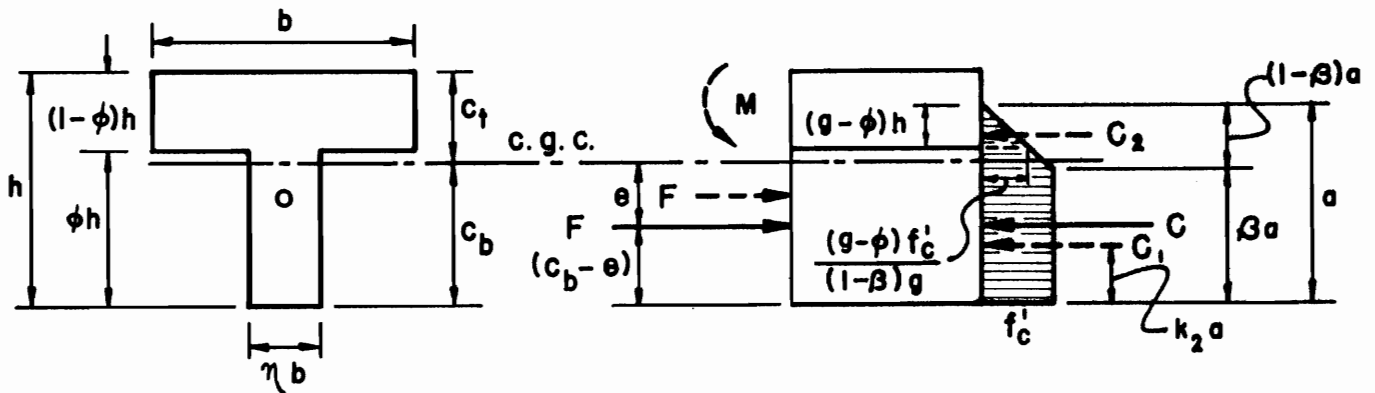 b
(1-ϕ)h
h
ϕh
c_t
c_b
c.g.c.
O
ηb
M
(g-ϕ)h
e
F
F
(c_b-e)
(g-ϕ)f'_c
(1-β)g
f'_c
C_2
C
C_1
k_2 a
(1-β)a
βa
a